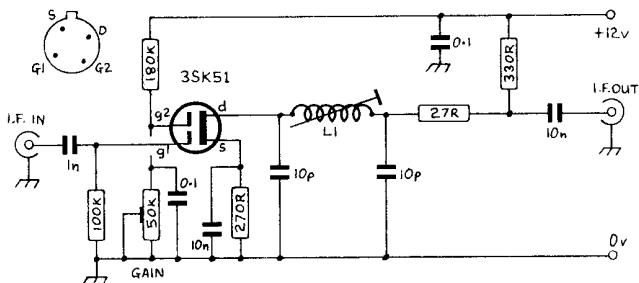 S
D
G1
G2
3SK51
180K
g2
d
g1
s
I.F. IN
1n
100K
50K
0.1
GAIN
10n
270R
10p
L1
10p
27R
0.1
330R
+12v
10n
I.F. OUT
0v